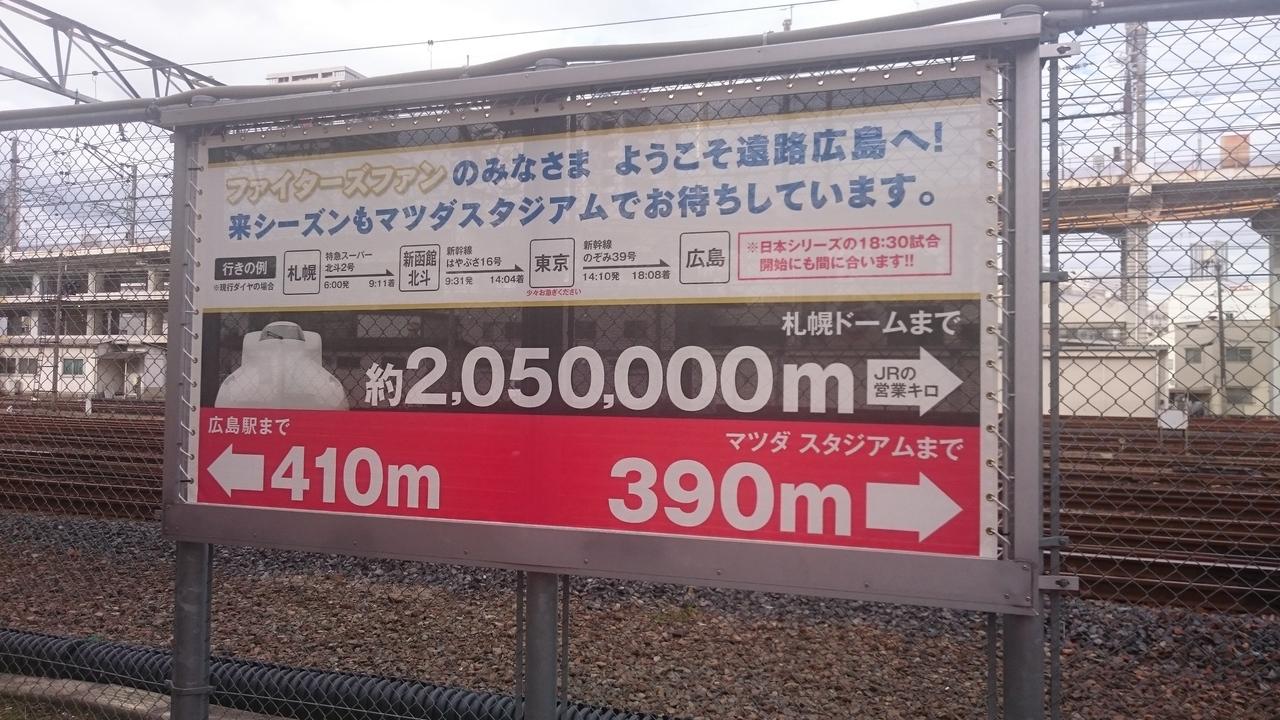 ファイターズファンのみなさま ようこそ遠路広島へ!
来シーズンもマツダスタジアムでお待ちしています。
行きの例
※現行ダイヤの場合
札幌
特急スーパー
北斗2号
6:00発 9:11着
新函館
北斗
新幹線
はやぶさ16号
9:31発 14:04着
東京
少々お急ぎください
新幹線
のぞみ39号
14:10発 18:08着
広島
※日本シリーズの18:30試合
開始にも間に合います!!
札幌ドームまで
約2,050,000m
JRの
営業キロ
広島駅まで
410m
マツダ スタジアムまで
390m